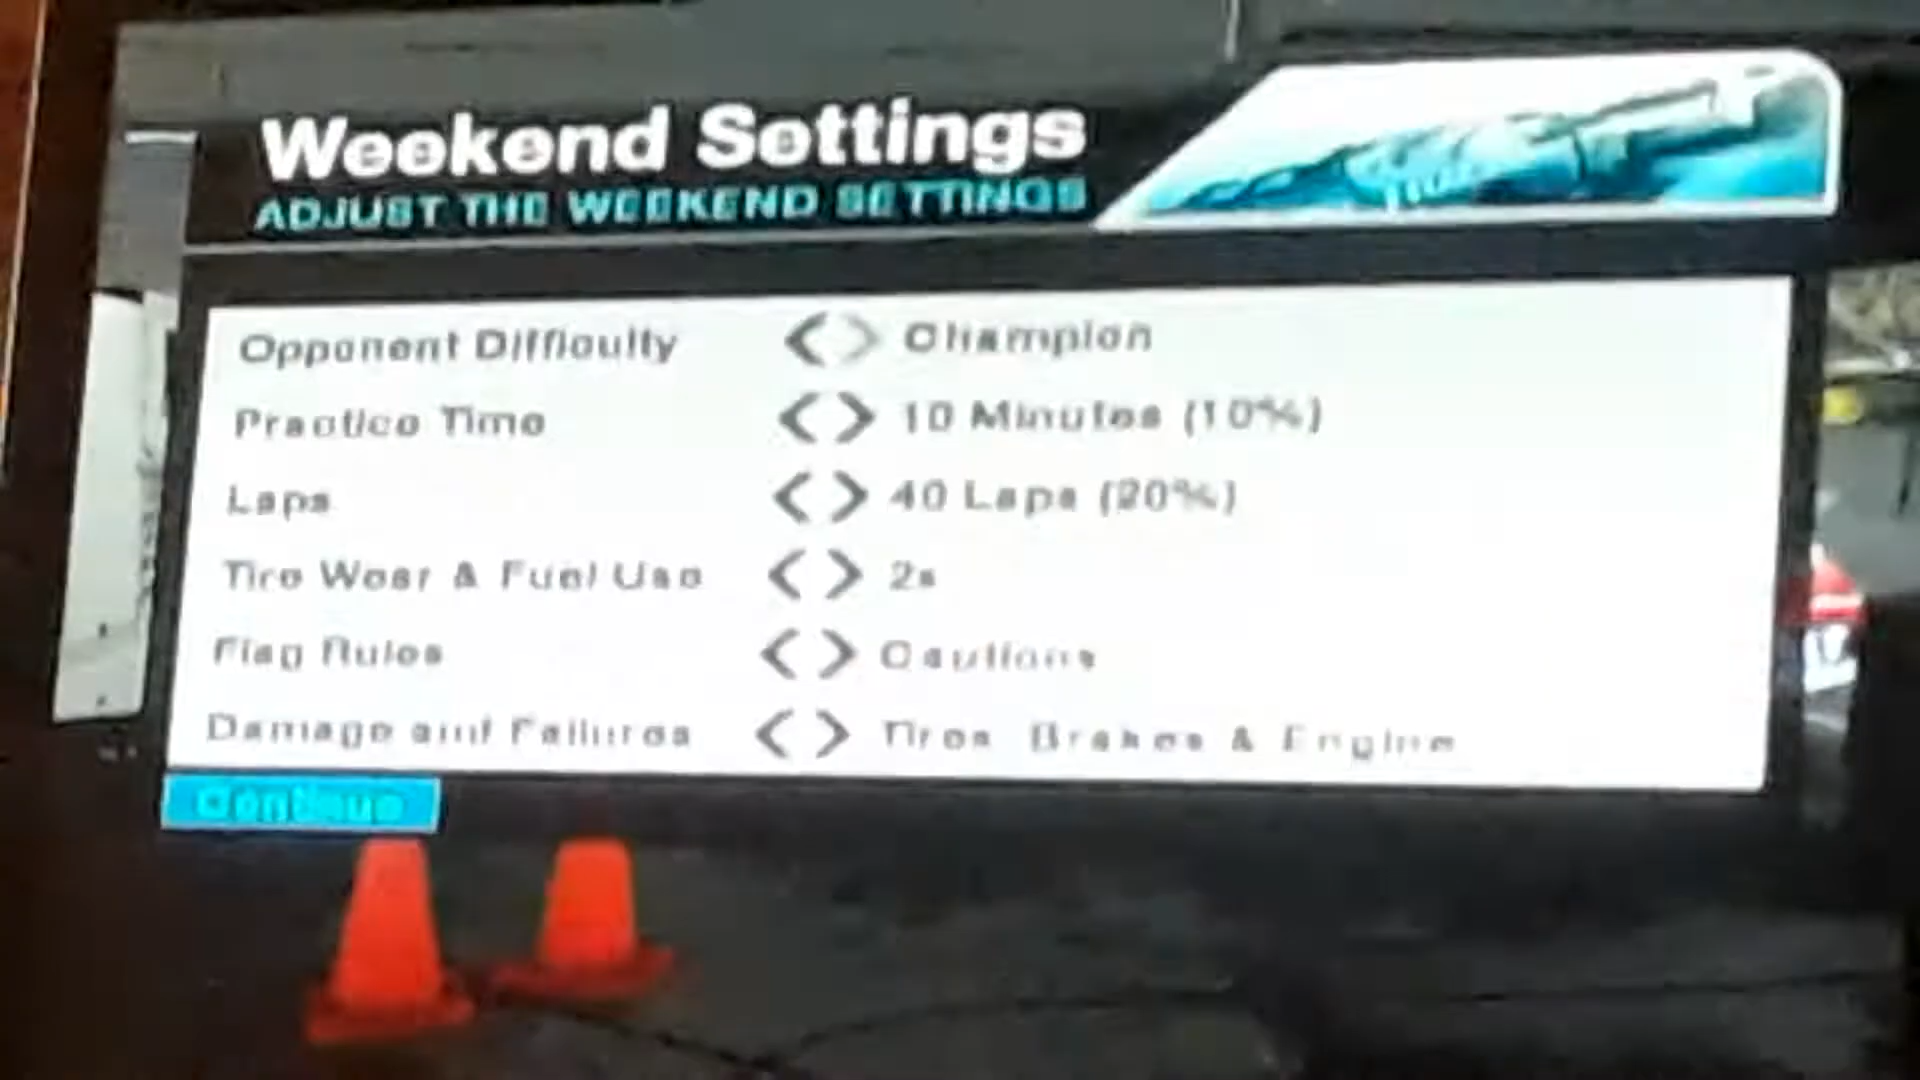 Weekend Settings
ADJUST THE WEEKEND SETTINGS
Opponent Difficulty < > Champion
Practice Time < > 10 Minutes (10%)
Laps < > 40 Laps (20%)
Tire Wear & Fuel Use < > 2x
Flag Rules < > Cautions
Damage and Failures < > Tires Brakes & Engine
Continue